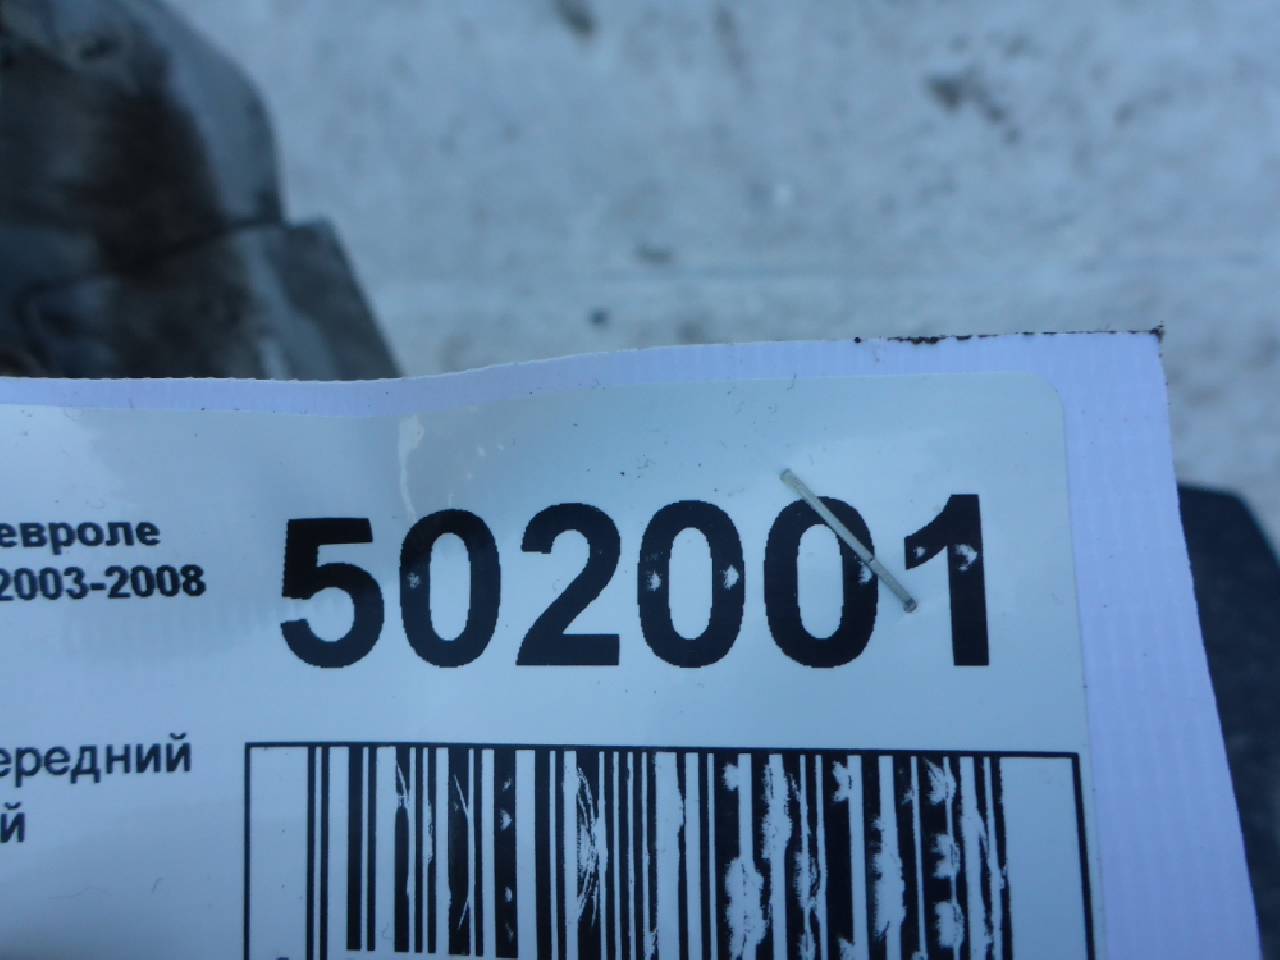 евроле
2003-2008
502001
ередний
й